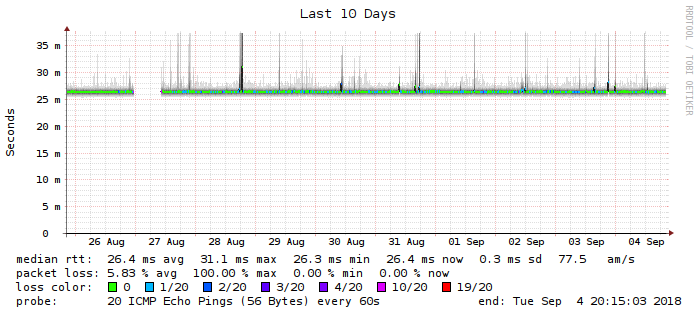 Last 10 Days
RRDTOOL / TOBI OETIKER
Seconds
35 m
30 m
25 m
20 m
15 m
10 m
5 m
0
26 Aug 27 Aug 28 Aug 29 Aug 30 Aug 31 Aug 01 Sep 02 Sep 03 Sep 04 Sep
median rtt: 26.4 ms avg 31.1 ms max 26.3 ms min 26.4 ms now 0.3 ms sd 77.5 am/s
packet loss: 5.83 % avg 100.00 % max 0.00 % min 0.00 % now
loss color: 0 1/20 2/20 3/20 4/20 10/20 19/20
probe: 20 ICMP Echo Pings (56 Bytes) every 60s end: Tue Sep 4 20:15:03 2018